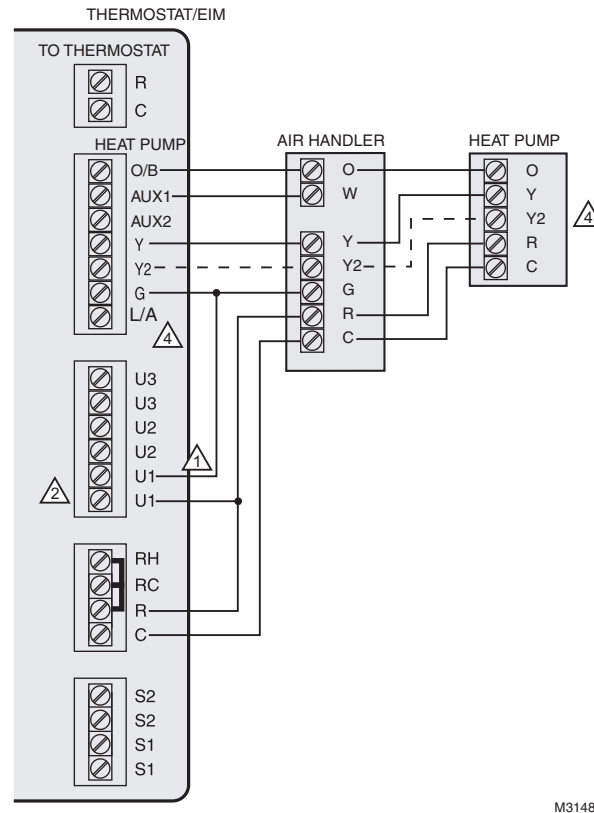 THERMOSTAT/EIM
TO THERMOSTAT
R
C
HEAT PUMP
O/B
AUX1
AUX2
Y
Y2
G
L/A
4
U3
U3
U2
U2
U1
U1
1
2
RH
RC
R
C
S2
S2
S1
S1
AIR HANDLER
O
W
Y
Y2
G
R
C
HEAT PUMP
O
Y
Y2
R
C
4
M3148